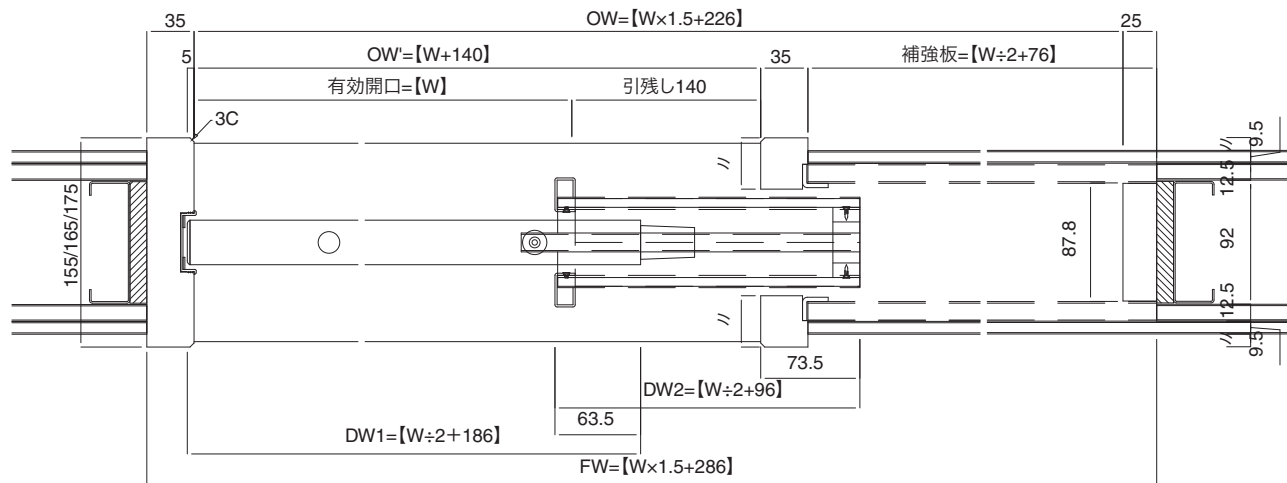 35
OW=【W×1.5+226】
25
5
OW'=【W+140】
35
補強板=【W÷2+76】
有効開口=【W】
引残し140
3C
〃
9.5
〃
12.5
155/165/175
87.8
92
12.5
〃
〃
9.5
73.5
DW2=【W÷2+96】
63.5
DW1=【W÷2+186】
FW=【W×1.5+286】